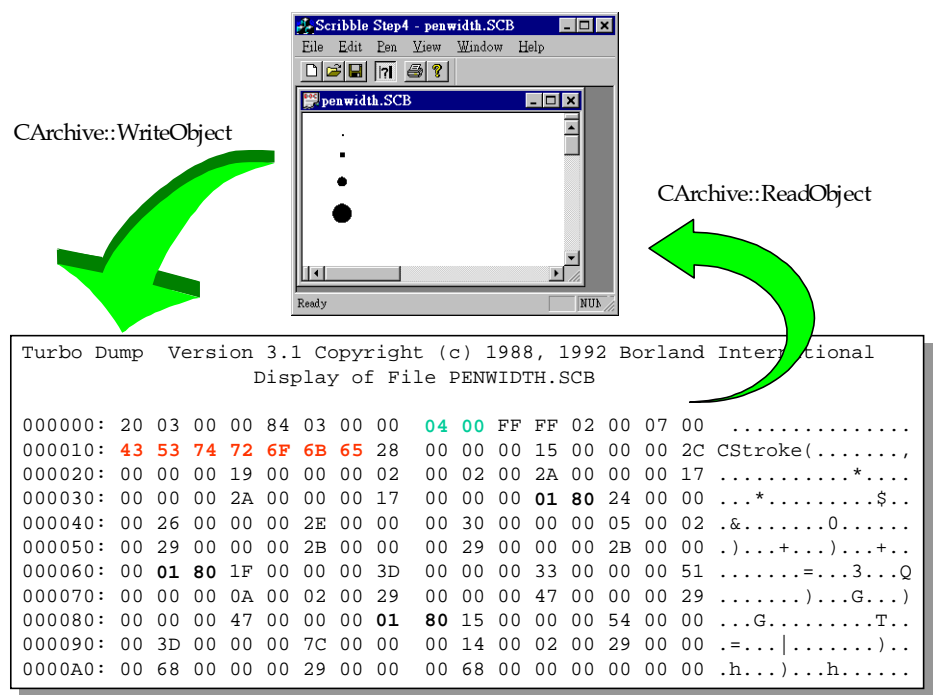 Scribble Step4 - penwidth.SCB
File Edit Pen View Window Help
penwidth.SCB
CArchive::WriteObject
CArchive::ReadObject
Ready NUM
Turbo Dump Version 3.1 Copyright (c) 1988, 1992 Borland International
Display of File PENWIDTH.SCB
000000: 20 03 00 00 84 03 00 00 04 00 FF FF 02 00 07 00 ...............
000010: 43 53 74 72 6F 6B 65 28 00 00 00 15 00 00 00 2C CStroke(.......,
000020: 00 00 00 19 00 00 00 02 00 02 00 2A 00 00 00 17 ...........*....
000030: 00 00 00 2A 00 00 00 17 00 00 00 01 80 24 00 00 ...*.........$..
000040: 00 26 00 00 00 2E 00 00 00 30 00 00 00 05 00 02 .&.......0......
000050: 00 29 00 00 00 2B 00 00 00 29 00 00 00 2B 00 00 .)...+...)...+..
000060: 00 01 80 1F 00 00 00 3D 00 00 00 33 00 00 00 51 .......=...3...Q
000070: 00 00 00 0A 00 02 00 29 00 00 00 47 00 00 00 29 .......)...G...)
000080: 00 00 00 47 00 00 00 01 80 15 00 00 00 54 00 00 ...G.........T..
000090: 00 3D 00 00 00 7C 00 00 00 14 00 02 00 29 00 00 .=...|.......)..
0000A0: 00 68 00 00 00 29 00 00 00 68 00 00 00 00 00 00 .h...)...h......